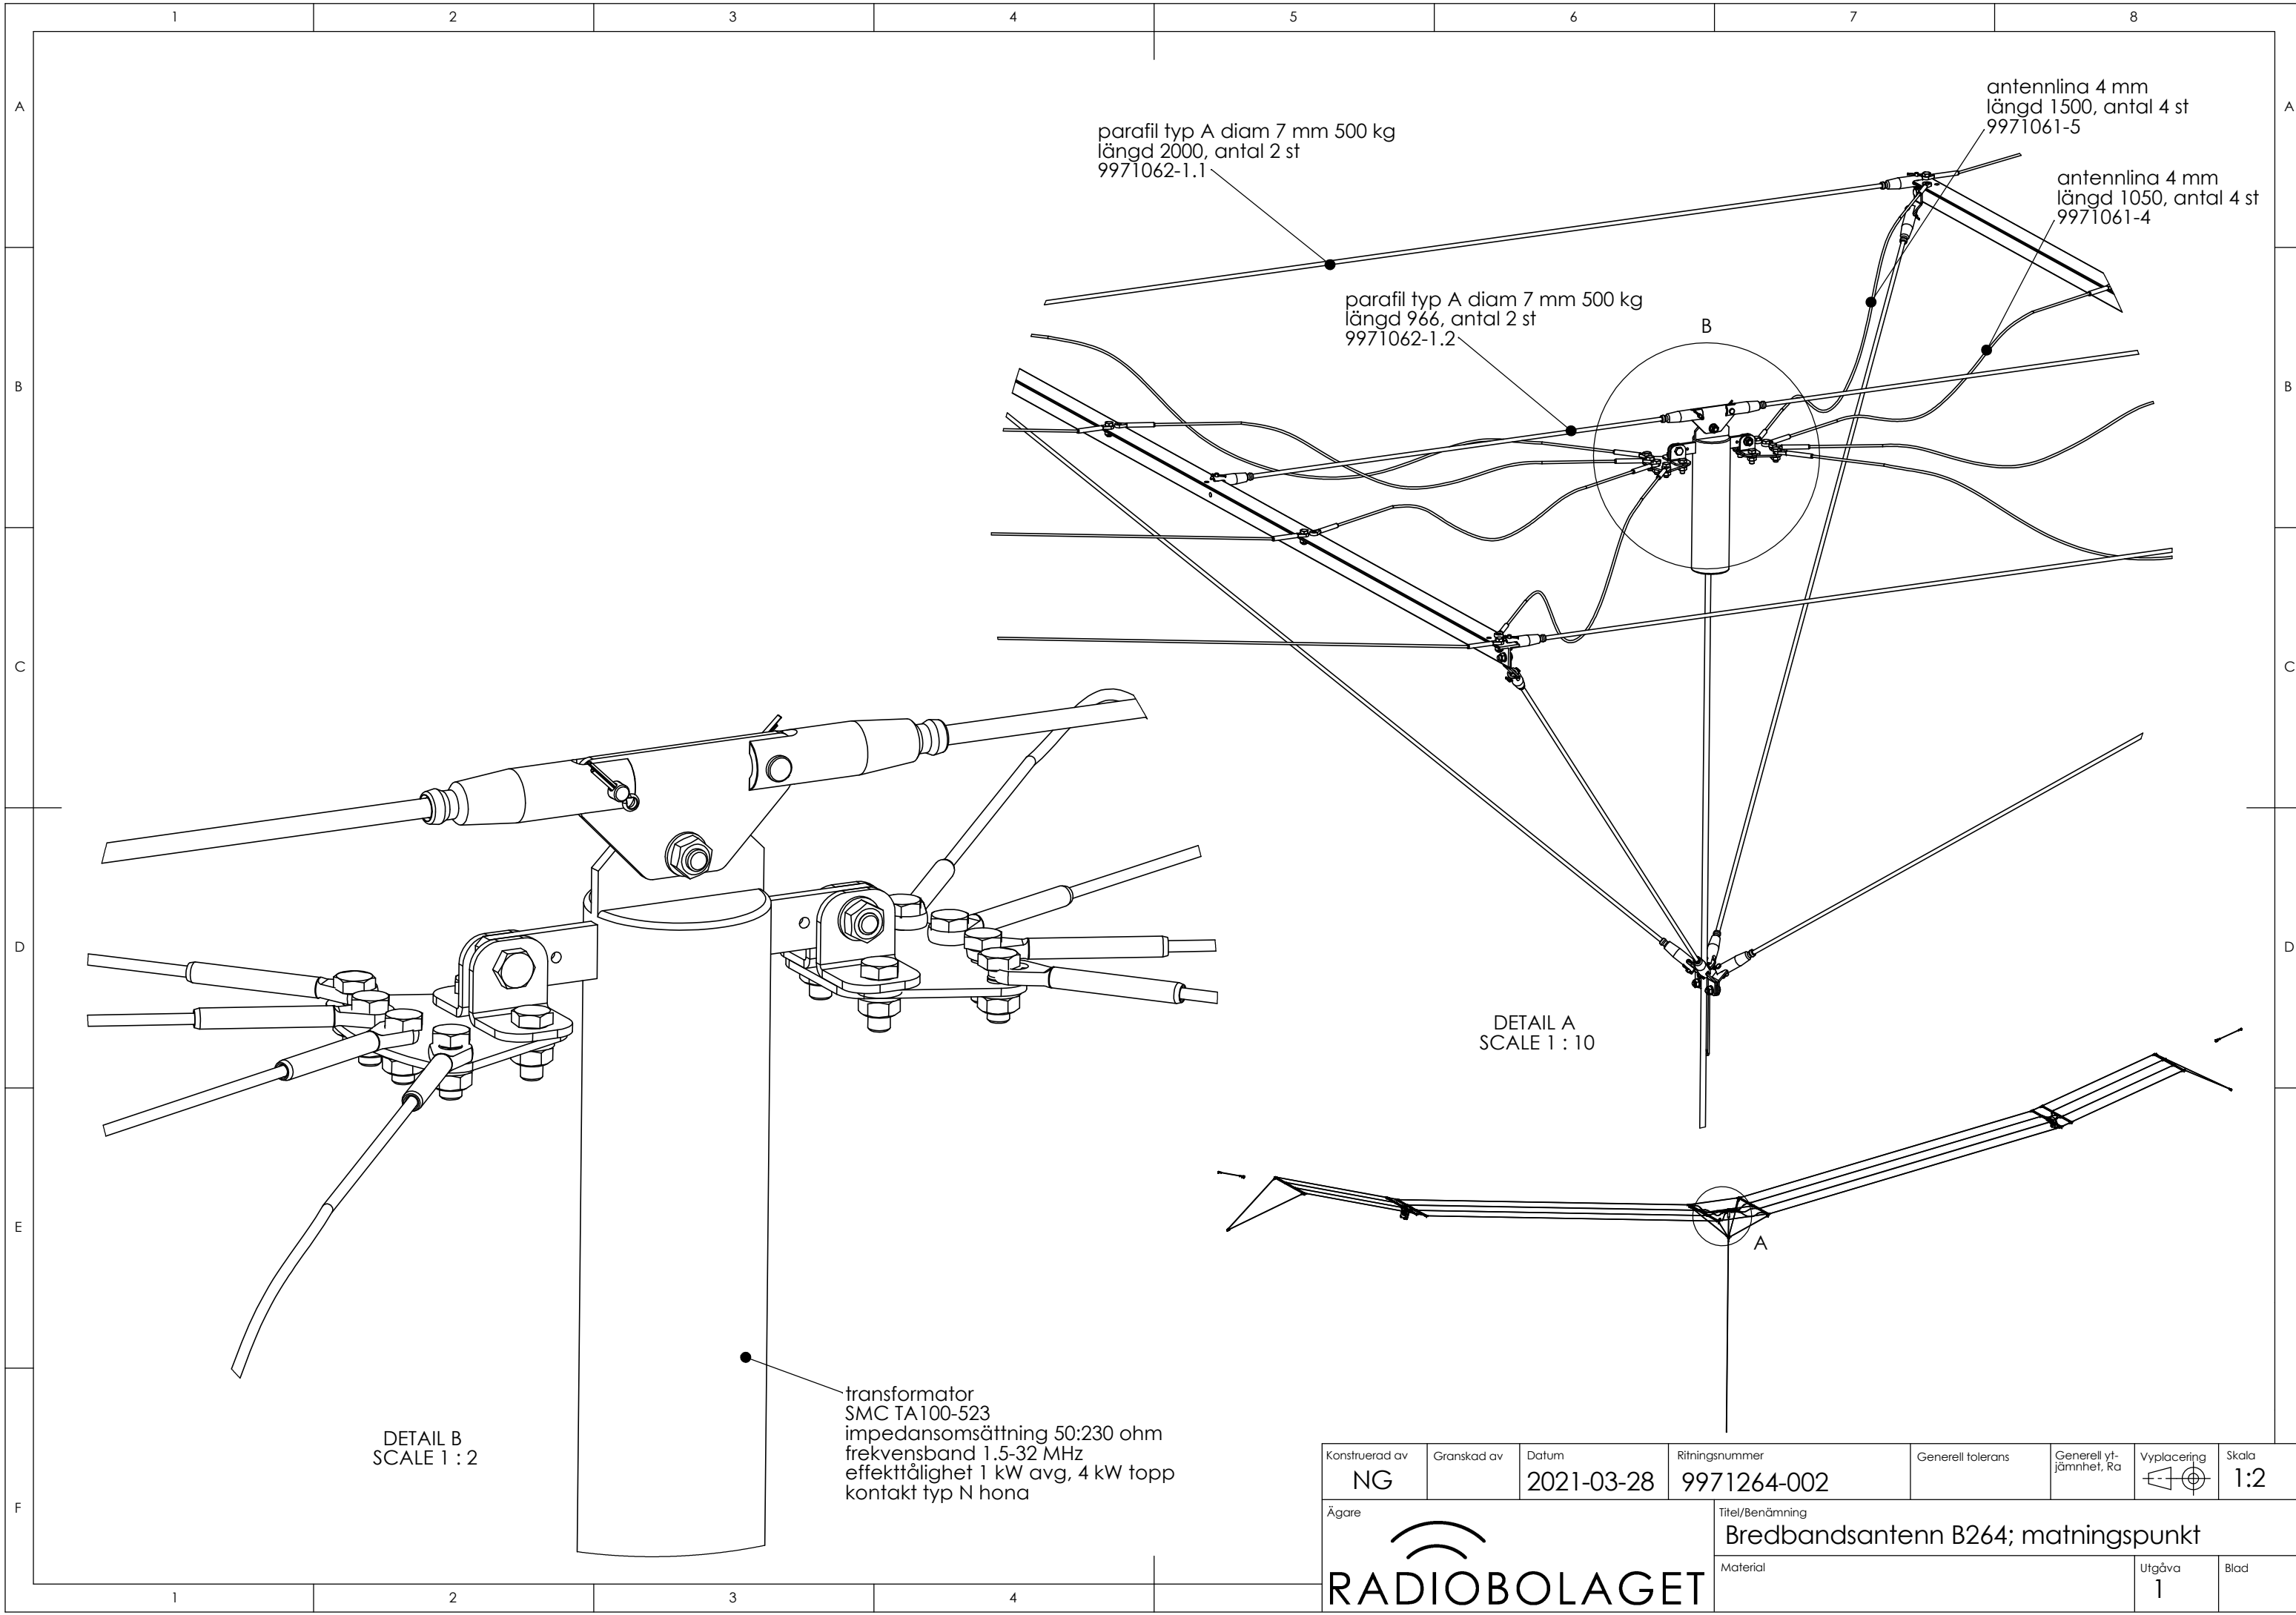 1 2 3 4 5 6 7 8
A A
antennlina 4 mm
längd 1500, antal 4 st
9971061-5
parafil typ A diam 7 mm 500 kg
längd 2000, antal 2 st
9971062-1.1
antennlina 4 mm
längd 1050, antal 4 st
9971061-4
parafil typ A diam 7 mm 500 kg
längd 966, antal 2 st
9971062-1.2
B
B B
C C
D D
DETAIL A
SCALE 1 : 10
E
A
transformator
SMC TA100-523
impedansomsättning 50:230 ohm
frekvensband 1.5-32 MHz
effekttålighet 1 kW avg, 4 kW topp
kontakt typ N hona
DETAIL B
SCALE 1 : 2
F
Konstruerad av
NG
Granskad av
Datum
2021-03-28
Ritningsnummer
9971264-002
Generell tolerans
Generell yt-
jämnhet, Ra
Vyplacering
Skala
1:2
Ägare
RADIOBOLAGET
Titel/Benämning
Bredbandsantenn B264; matningspunkt
Material
Utgåva
1
Blad
1 2 3 4